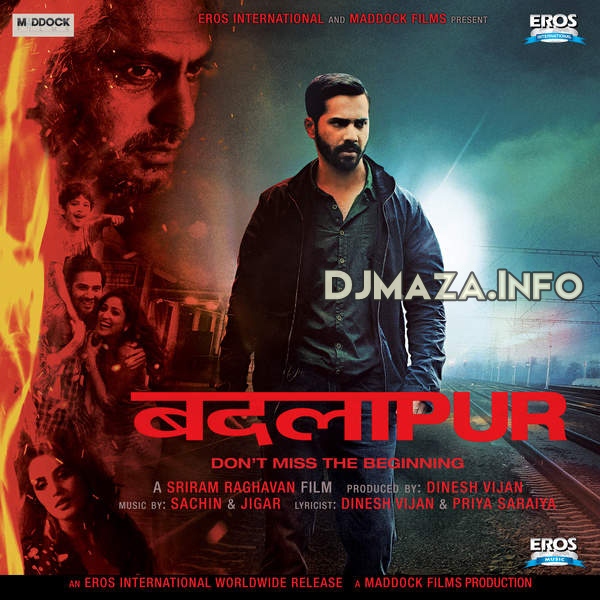 MADDOCK
FILMS
EROS INTERNATIONAL AND MADDOCK FILMS PRESENT
EROS
INTERNATIONAL
DJMAZA.INFO
बदलाPUR
DON'T MISS THE BEGINNING
A SRIRAM RAGHAVAN FILM PRODUCED BY: DINESH VIJAN
MUSIC BY: SACHIN & JIGAR LYRICIST: DINESH VIJAN & PRIYA SARAIYA
EROS
MUSIC
AN EROS INTERNATIONAL WORLDWIDE RELEASE A MADDOCK FILMS PRODUCTION